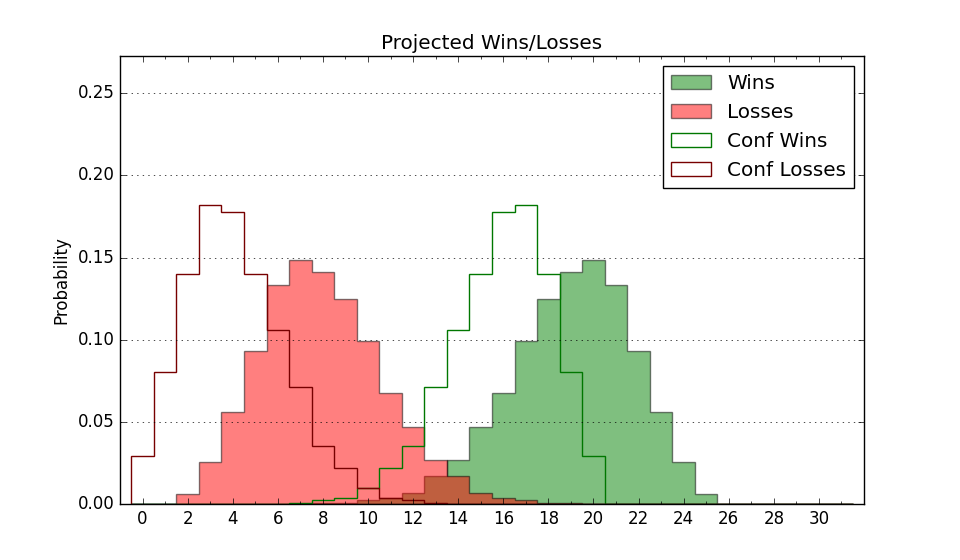 Projected Wins/Losses
Wins
Losses
Conf Wins
Conf Losses
Probability
0.25
0.20
0.15
0.10
0.05
0.00
0 2 4 6 8 10 12 14 16 18 20 22 24 26 28 30